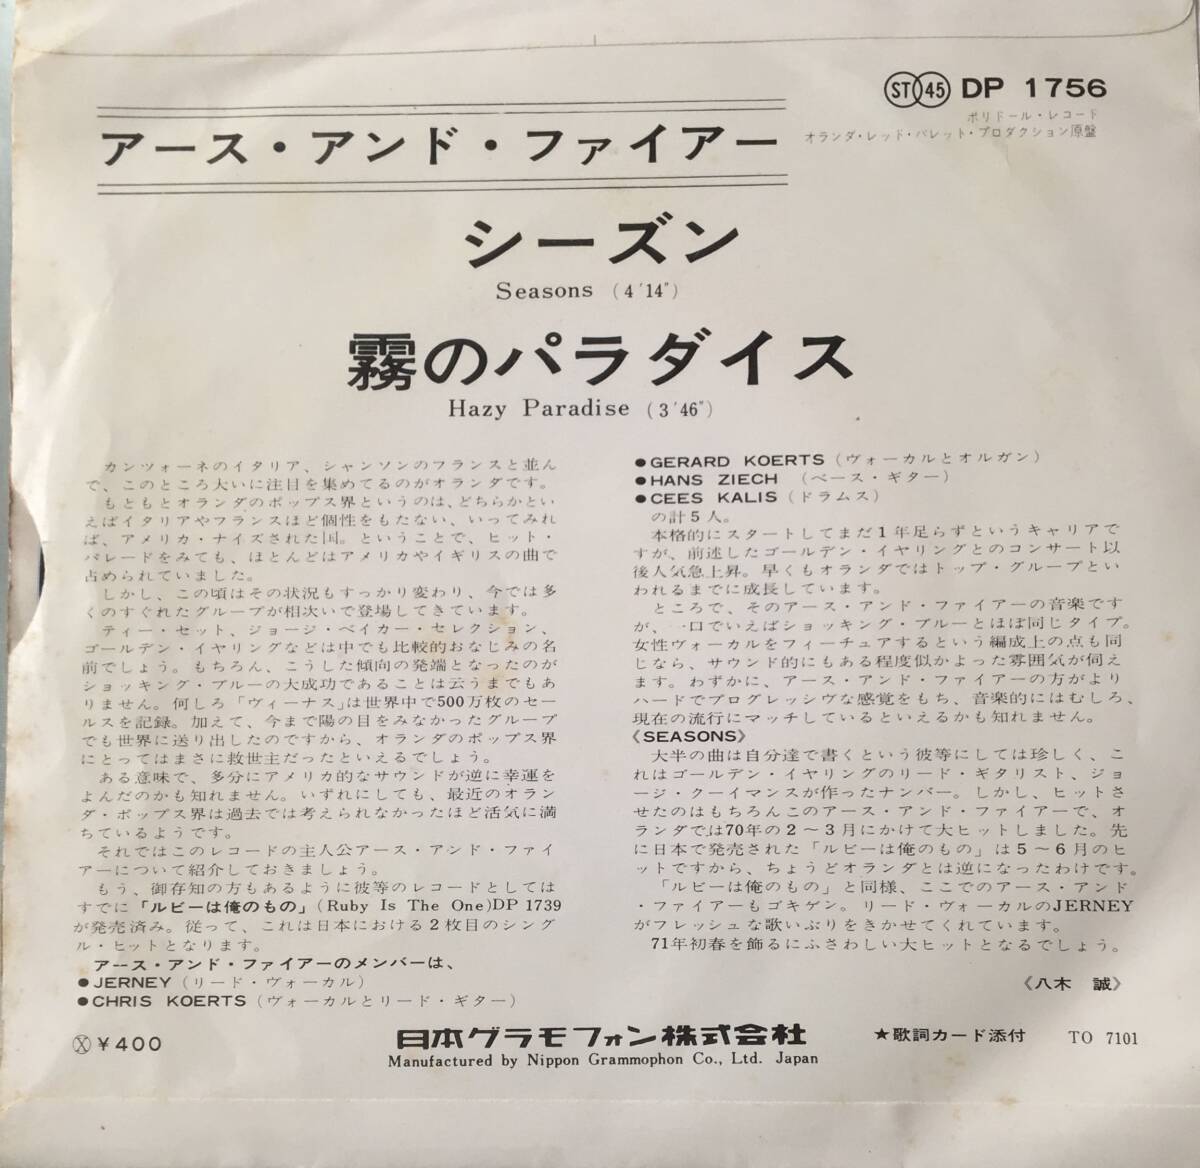 ST 45 DP 1756
ポリドール・レコード
オランダ・レッド・バレット・プロダクション原盤
アース・アンド・ファイアー
シーズン
Seasons (4'14")
霧のパラダイス
Hazy Paradise (3'46")
カンツォーネのイタリア、シャンソンのフランスと並ん
で、このところ大いに注目を集めてるのがオランダです。
もともとオランダのポップス界というのは、どちらかとい
えばイタリアやフランスほど個性をもたない、いってみれ
ば、アメリカ・ナイズされた国。ということで、ヒット・
パレードをみても、ほとんどはアメリカやイギリスの曲で
占められていました。
しかし、この頃はその状況もすっかり変わり、今では多
くのすぐれたグループが相次いで登場してきています。
ティー・セット、ジョージ・ベイカー・セレクション、
ゴールデン・イヤリングなどは中でも比較的おなじみの名
前でしょう。もちろん、こうした傾向の発端となったのが
ショッキング・ブルーの大成功であることは云うまでもあ
りません。何しろ「ヴィーナス」は世界中で500万枚のセー
ルスを記録。加えて、今まで陽の目をみなかったグループ
でも世界に送り出したのですから、オランダのポップス界
にとってはまさに救世主だったといえるでしょう。
ある意味で、多分にアメリカ的なサウンドが逆に幸運を
よんだのかも知れません。いずれにしても、最近のオラン
ダ・ポップス界は過去では考えられなかったほど活気に満
ちているようです。
それではこのレコードの主人公アース・アンド・ファイ
アーについて紹介しておきましょう。
もう、御存知の方もあるように彼等のレコードとしては
すでに「ルビーは俺のもの」(Ruby Is The One)DP 1739
が発売済み。従って、これは日本における2枚目のシング
ル・ヒットとなります。
アース・アンド・ファイアーのメンバーは、
●JERNEY (リード・ヴォーカル)
●CHRIS KOERTS (ヴォーカルとリード・ギター)
●GERARD KOERTS (ヴォーカルとオルガン)
●HANS ZIECH (ベース・ギター)
●CEES KALIS (ドラムス)
の計5人。
本格的にスタートしてまだ1年足らずというキャリアで
すが、前述したゴールデン・イヤリングとのコンサート以
後人気急上昇。早くもオランダではトップ・グループとい
われるまでに成長しています。
ところで、そのアース・アンド・ファイアーの音楽です
が、一口でいえばショッキング・ブルーとほぼ同じタイプ。
女性ヴォーカルをフィーチュアするという編成上の点も同
じなら、サウンド的にもある程度似かよった雰囲気が伺え
ます。わずかに、アース・アンド・ファイアーの方がより
ハードでプログレッシヴな感覚をもち、音楽的にはむしろ、
現在の流行にマッチしているといえるかも知れません。
《SEASONS》
大半の曲は自分達で書くという彼等にしては珍しく、こ
れはゴールデン・イヤリングのリード・ギタリスト、ジョ
ージ・クーイマンスが作ったナンバー。しかし、ヒットさ
せたのはもちろんこのアース・アンド・ファイアーで、オ
ランダでは70年の2〜3月にかけて大ヒットしました。先
に日本で発売された「ルビーは俺のもの」は5〜6月のヒ
ットですから、ちょうどオランダとは逆になったわけです。
「ルビーは俺のもの」と同様、ここでのアース・アンド
・ファイアーもゴキゲン。リード・ヴォーカルのJERNEY
がフレッシュな歌いぶりをきかせてくれています。
71年初春を飾るにふさわしい大ヒットとなるでしょう。
《八木 誠》
Ⓧ¥400
日本グラモフォン株式会社
Manufactured by Nippon Grammophon Co., Ltd. Japan
★歌詞カード添付 TO 7101